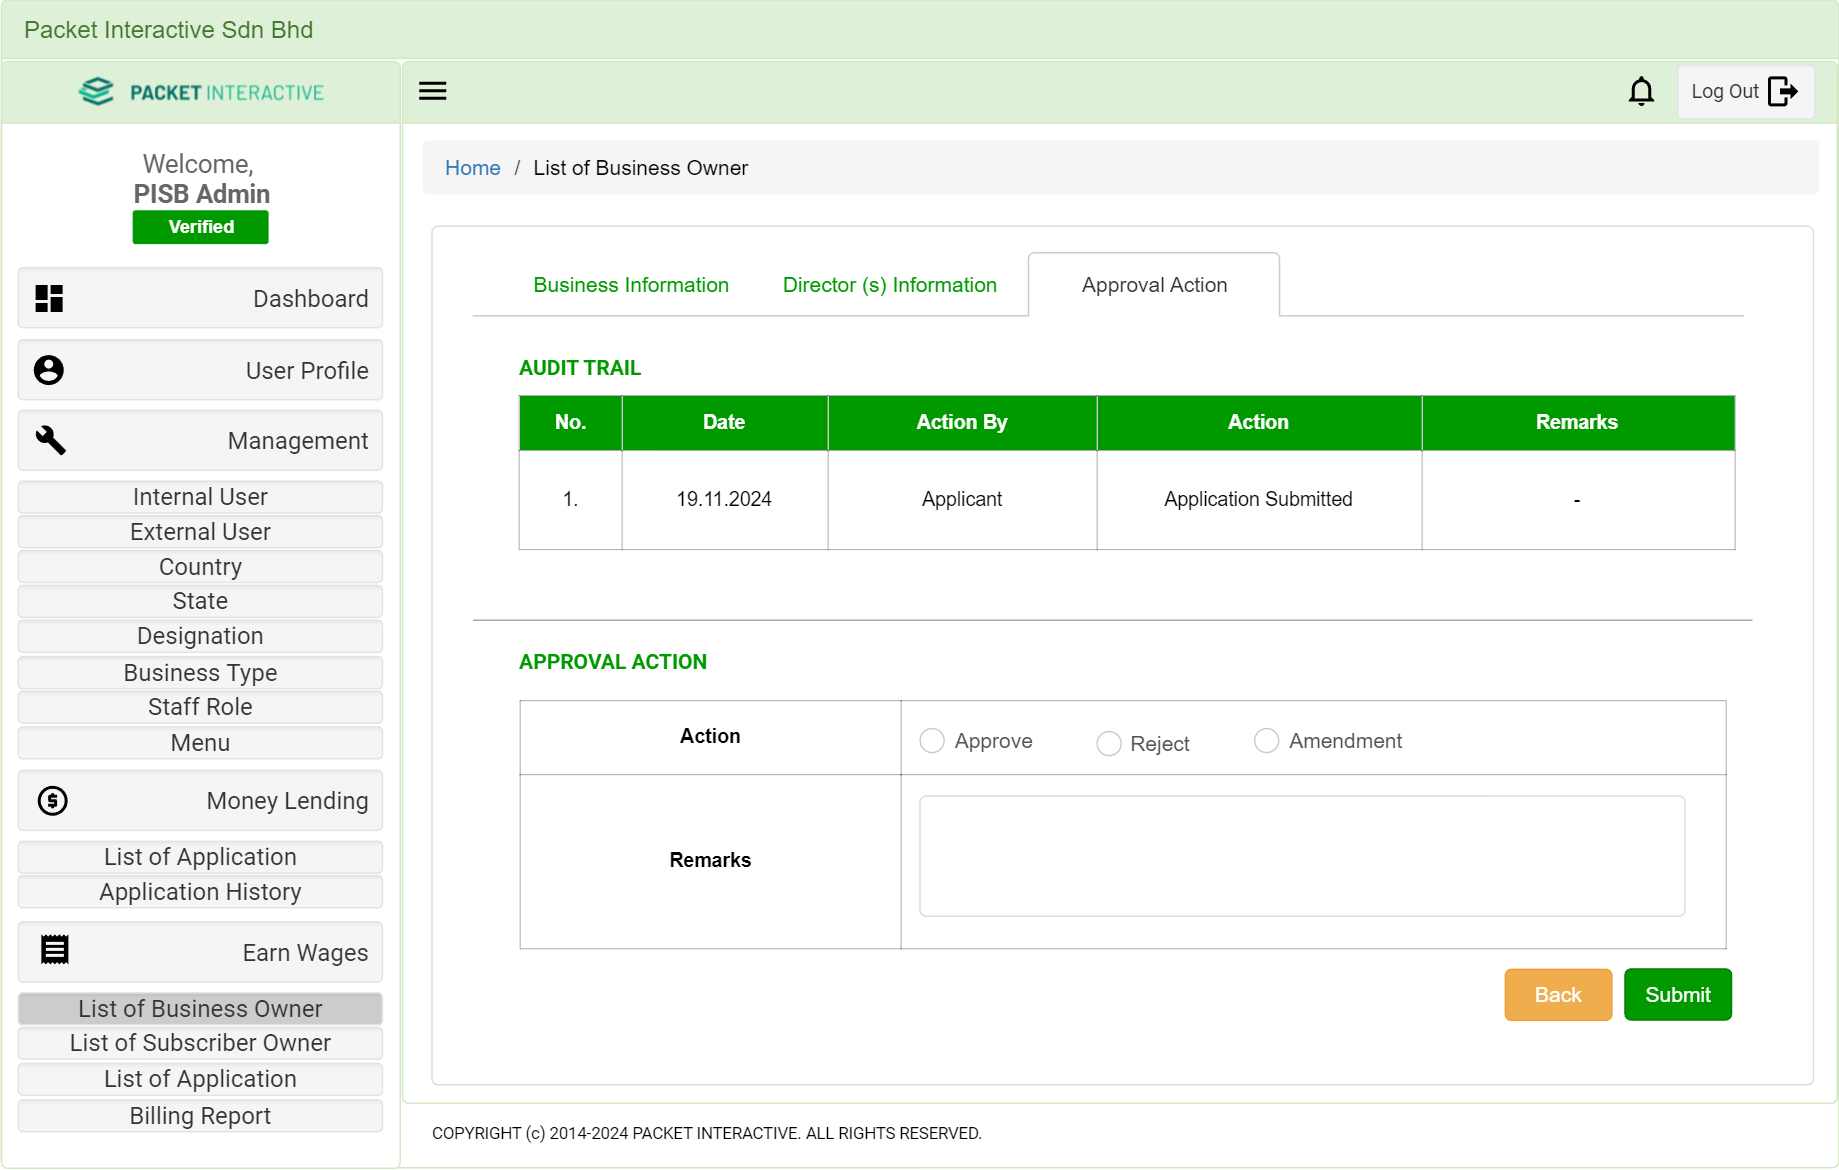 Packet Interactive Sdn Bhd
PACKET INTERACTIVE
Log Out
Welcome,
PISB Admin
Verified
Dashboard
User Profile
Management
Internal User
External User
Country
State
Designation
Business Type
Staff Role
Menu
Money Lending
List of Application
Application History
Earn Wages
List of Business Owner
List of Subscriber Owner
List of Application
Billing Report
Home / List of Business Owner
Business Information Director (s) Information Approval Action
AUDIT TRAIL
No. Date Action By Action Remarks
1. 19.11.2024 Applicant Application Submitted -
APPROVAL ACTION
Action Approve Reject Amendment
Remarks
Back Submit
COPYRIGHT (c) 2014-2024 PACKET INTERACTIVE. ALL RIGHTS RESERVED.